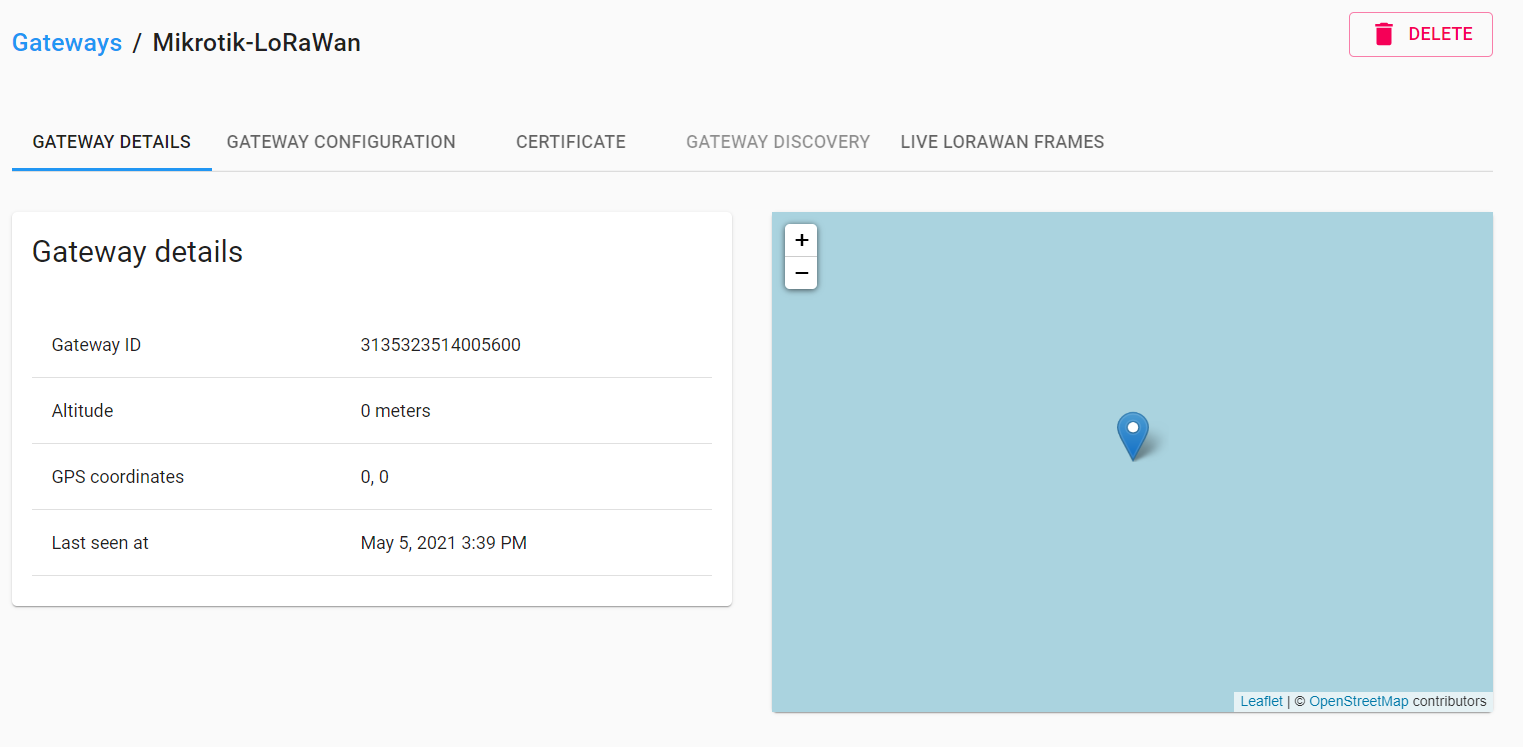 Gateways / Mikrotik-LoRaWan
DELETE
GATEWAY DETAILS
GATEWAY CONFIGURATION
CERTIFICATE
GATEWAY DISCOVERY
LIVE LORAWAN FRAMES
Gateway details
Gateway ID 3135323514005600
Altitude 0 meters
GPS coordinates 0, 0
Last seen at May 5, 2021 3:39 PM
+
−
Leaflet | © OpenStreetMap contributors